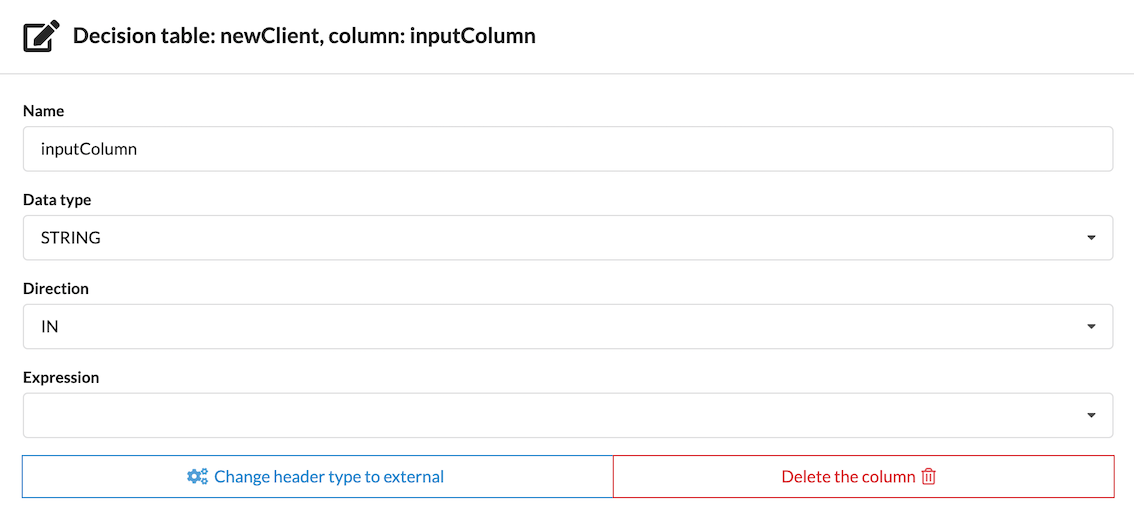 Decision table: newClient, column: inputColumn
Name
inputColumn
Data type
STRING
Direction
IN
Expression
Change header type to external
Delete the column